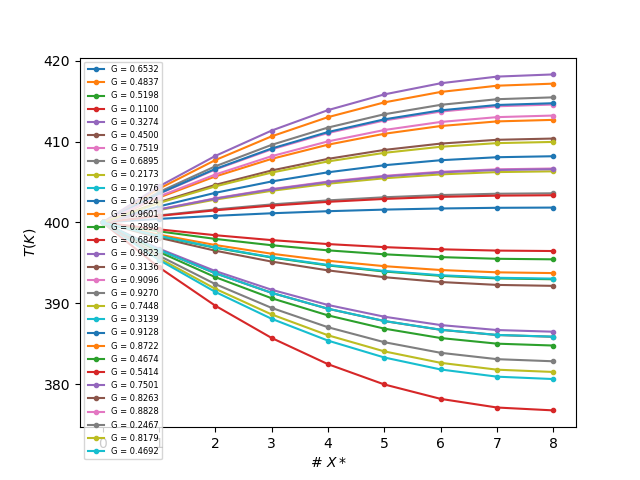 420
410
400
390
380
T(K)
G = 0.6532
G = 0.4837
G = 0.5198
G = 0.1100
G = 0.3274
G = 0.4500
G = 0.7519
G = 0.6895
G = 0.2173
G = 0.1976
G = 0.7824
G = 0.9601
G = 0.2898
G = 0.6846
G = 0.9823
G = 0.3136
G = 0.9096
G = 0.9270
G = 0.7448
G = 0.3139
G = 0.9128
G = 0.8722
G = 0.4674
G = 0.5414
G = 0.7501
G = 0.8263
G = 0.8828
G = 0.2467
G = 0.8179
G = 0.4692
0 1 2 3 4 5 6 7 8
# X*